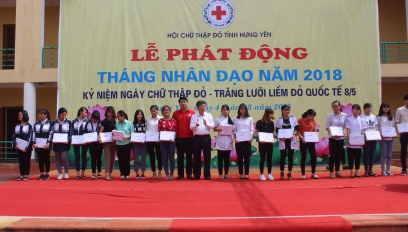 HỘI CHỮ THẬP ĐỎ TỈNH HƯNG YÊN
LỄ PHÁT ĐỘNG
THÁNG NHÂN ĐẠO NĂM 2018
KỶ NIỆM NGÀY CHỮ THẬP ĐỎ - TRĂNG LƯỠI LIỀM ĐỎ QUỐC TẾ 8/5